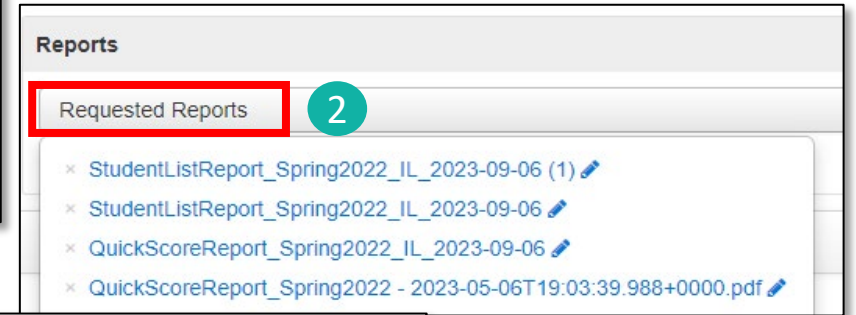 Reports
Requested Reports 2
× StudentListReport_Spring2022_IL_2023-09-06 (1)
× StudentListReport_Spring2022_IL_2023-09-06
× QuickScoreReport_Spring2022_IL_2023-09-06
× QuickScoreReport_Spring2022 - 2023-05-06T19:03:39.988+0000.pdf